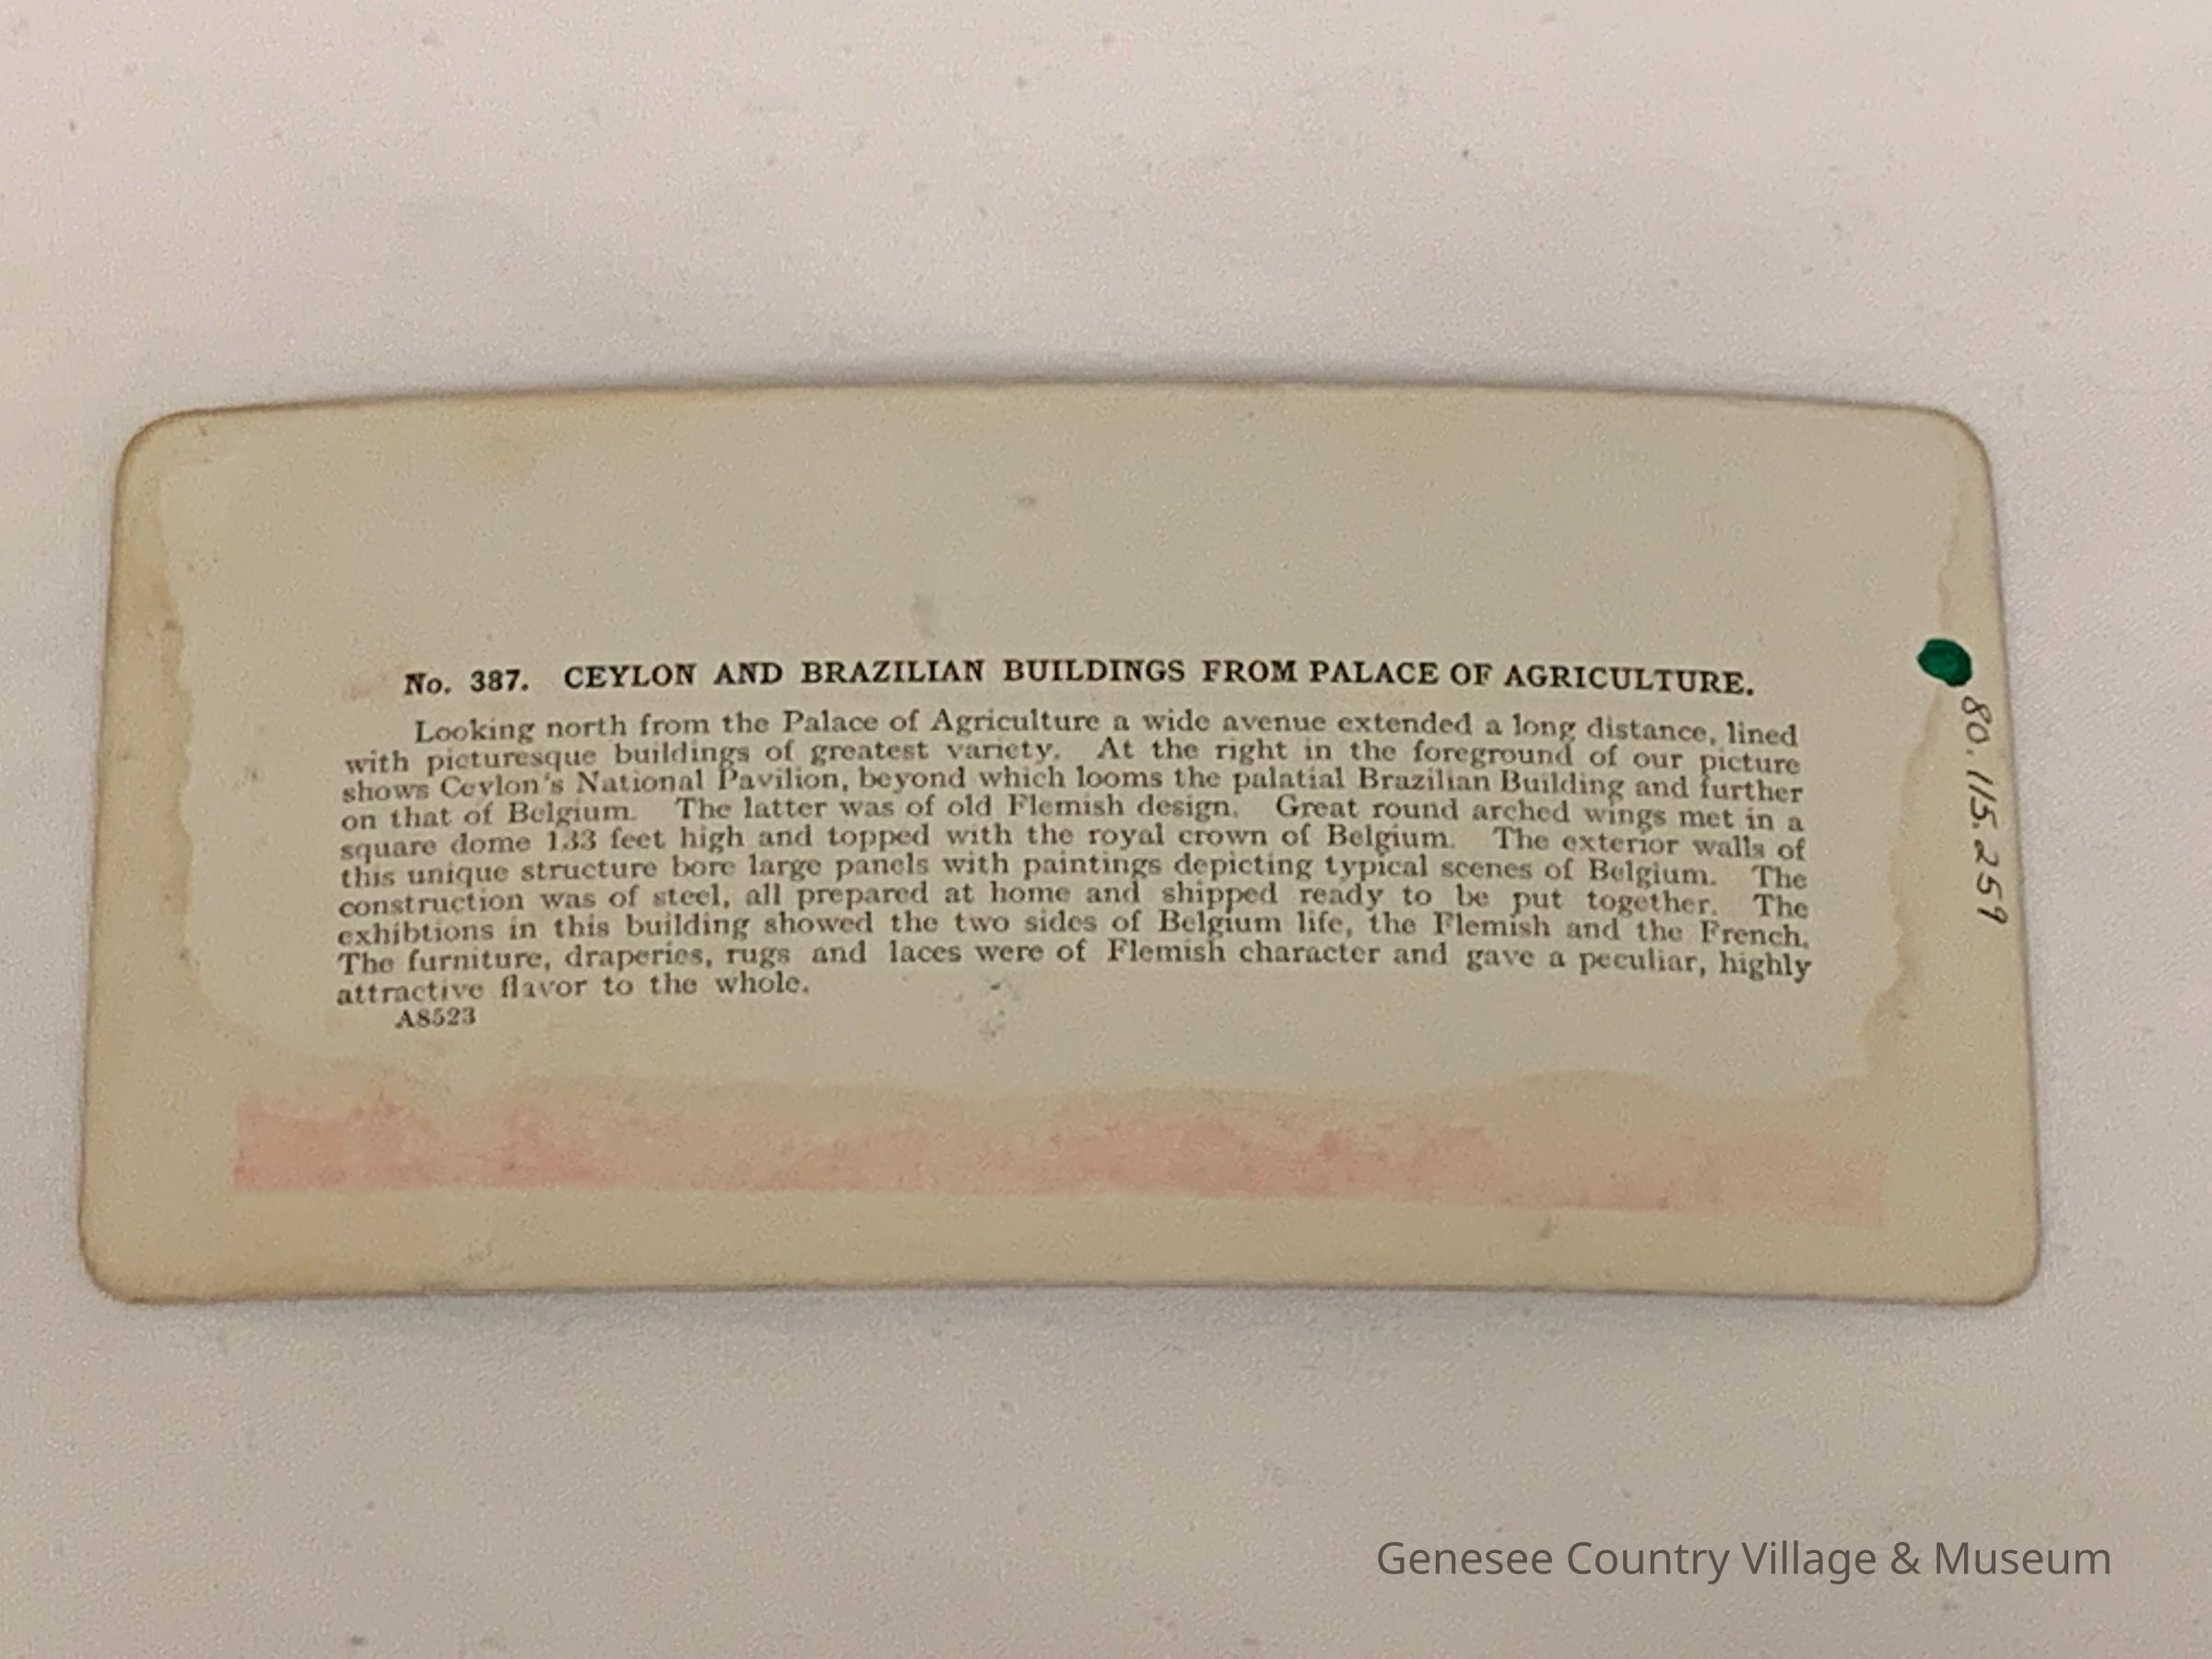 No. 387. CEYLON AND BRAZILIAN BUILDINGS FROM PALACE OF AGRICULTURE.
Looking north from the Palace of Agriculture a wide avenue extended a long distance, lined
with picturesque buildings of greatest variety. At the right in the foreground of our picture
shows Ceylon's National Pavilion, beyond which looms the palatial Brazilian Building and further
on that of Belgium. The latter was of old Flemish design. Great round arched wings met in a
square dome 133 feet high and topped with the royal crown of Belgium. The exterior walls of
this unique structure bore large panels with paintings depicting typical scenes of Belgium. The
construction was of steel, all prepared at home and shipped ready to be put together. The
exhibtions in this building showed the two sides of Belgium life, the Flemish and the French.
The furniture, draperies, rugs and laces were of Flemish character and gave a peculiar, highly
attractive flavor to the whole.
A8523
80.115.259
Genesee Country Village & Museum